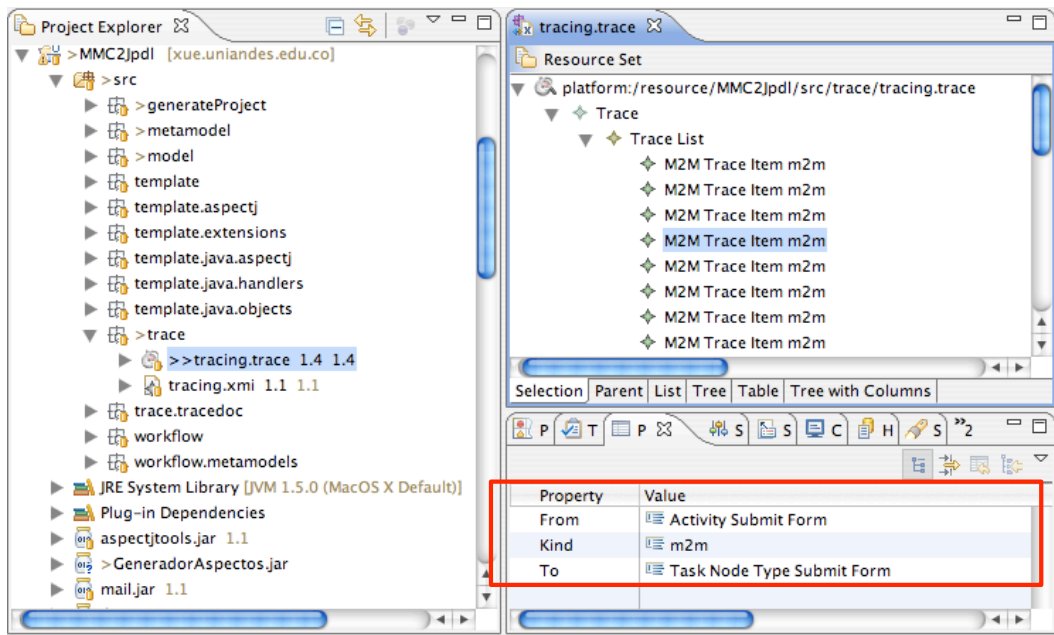 Project Explorer
>MMC2Jpdl [xue.uniandes.edu.co]
>src
>generateProject
>metamodel
>model
template
template.aspectj
template.extensions
template.java.aspectj
template.java.handlers
template.java.objects
>trace
>>tracing.trace 1.4 1.4
tracing.xmi 1.1 1.1
trace.tracedoc
workflow
workflow.metamodels
JRE System Library [JVM 1.5.0 (MacOS X Default)]
Plug-in Dependencies
aspectjtools.jar 1.1
>GeneradorAspectos.jar
mail.jar 1.1
tracing.trace
Resource Set
platform:/resource/MMC2Jpdl/src/trace/tracing.trace
Trace
Trace List
M2M Trace Item m2m
M2M Trace Item m2m
M2M Trace Item m2m
M2M Trace Item m2m
M2M Trace Item m2m
M2M Trace Item m2m
M2M Trace Item m2m
M2M Trace Item m2m
Selection Parent List Tree Table Tree with Columns
P T P S S C H S »2
Property Value
From Activity Submit Form
Kind m2m
To Task Node Type Submit Form